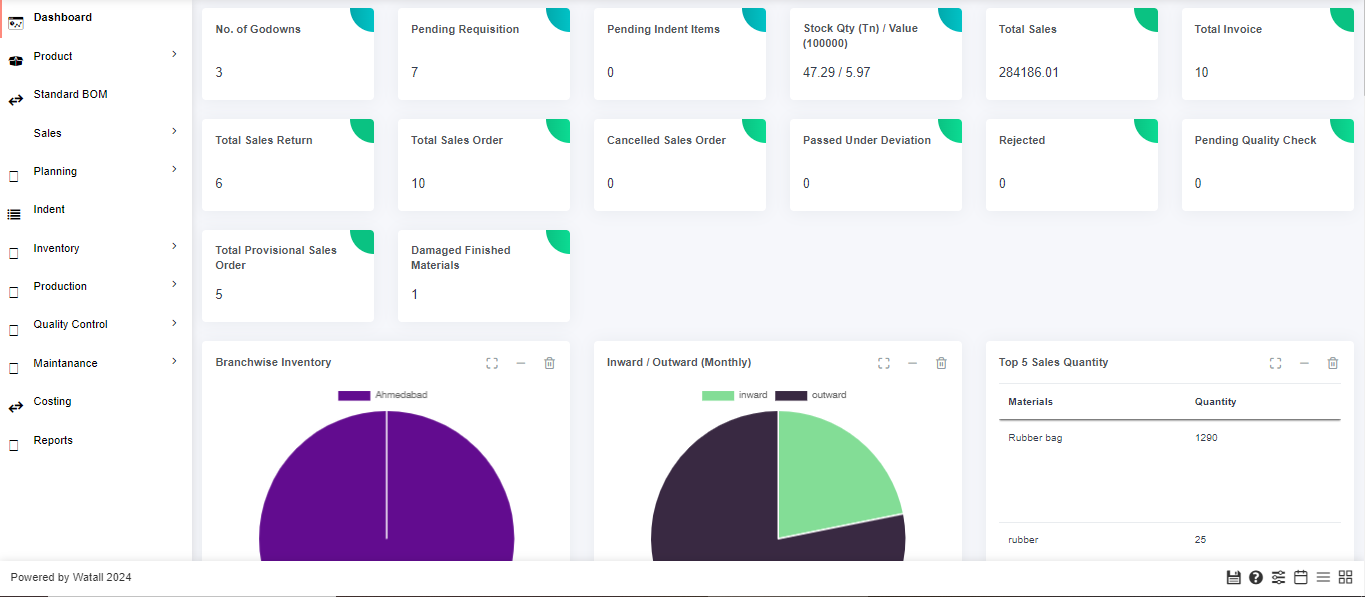 Dashboard
Product
Standard BOM
Sales
Planning
Indent
Inventory
Production
Quality Control
Maintanance
Costing
Reports
No. of Godowns
3
Pending Requisition
7
Pending Indent Items
0
Stock Qty (Tn) / Value
(100000)
47.29 / 5.97
Total Sales
284186.01
Total Invoice
10
Total Sales Return
6
Total Sales Order
10
Cancelled Sales Order
0
Passed Under Deviation
0
Rejected
0
Pending Quality Check
0
Total Provisional Sales
Order
5
Damaged Finished
Materials
1
Branchwise Inventory
Ahmedabad
Inward / Outward (Monthly)
inward outward
Top 5 Sales Quantity
Materials Quantity
Rubber bag 1290
rubber 25
Powered by Watall 2024